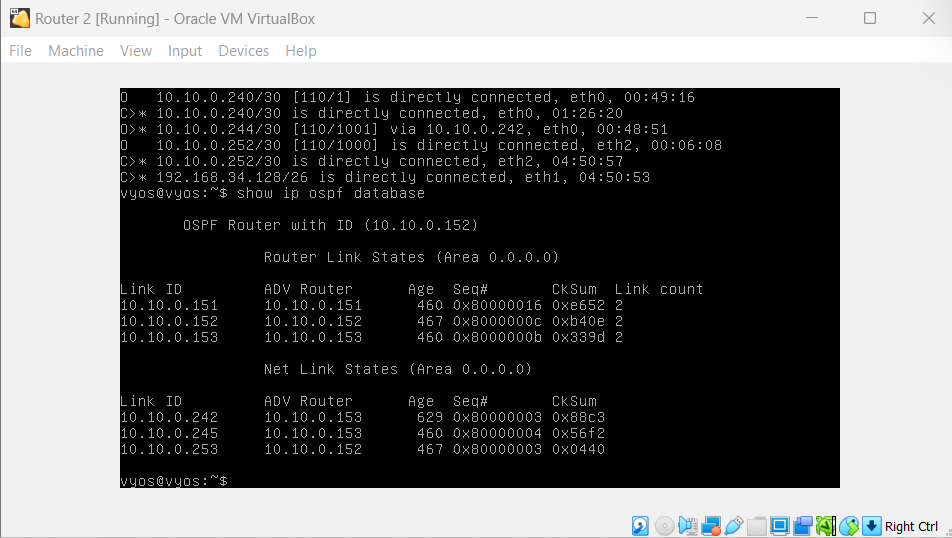 Router 2 [Running] - Oracle VM VirtualBox
File Machine View Input Devices Help
O   10.10.0.240/30 [110/1] is directly connected, eth0, 00:49:16
C>* 10.10.0.240/30 is directly connected, eth0, 01:26:20
O>* 10.10.0.244/30 [110/1001] via 10.10.0.242, eth0, 00:48:51
O   10.10.0.252/30 [110/1000] is directly connected, eth2, 00:06:08
C>* 10.10.0.252/30 is directly connected, eth2, 04:50:57
C>* 192.168.34.128/26 is directly connected, eth1, 04:50:53
vyos@vyos:~$ show ip ospf database
OSPF Router with ID (10.10.0.152)
Router Link States (Area 0.0.0.0)
Link ID         ADV Router      Age  Seq#       CkSum  Link count
10.10.0.151     10.10.0.151      460 0x80000016 0xe652 2
10.10.0.152     10.10.0.152      467 0x8000000c 0xb40e 2
10.10.0.153     10.10.0.153      460 0x8000000b 0x339d 2
Net Link States (Area 0.0.0.0)
Link ID         ADV Router      Age  Seq#       CkSum
10.10.0.242     10.10.0.153      629 0x80000003 0x88c3
10.10.0.245     10.10.0.153      460 0x80000004 0x56f2
10.10.0.253     10.10.0.152      467 0x80000003 0x0440
vyos@vyos:~$
Right Ctrl